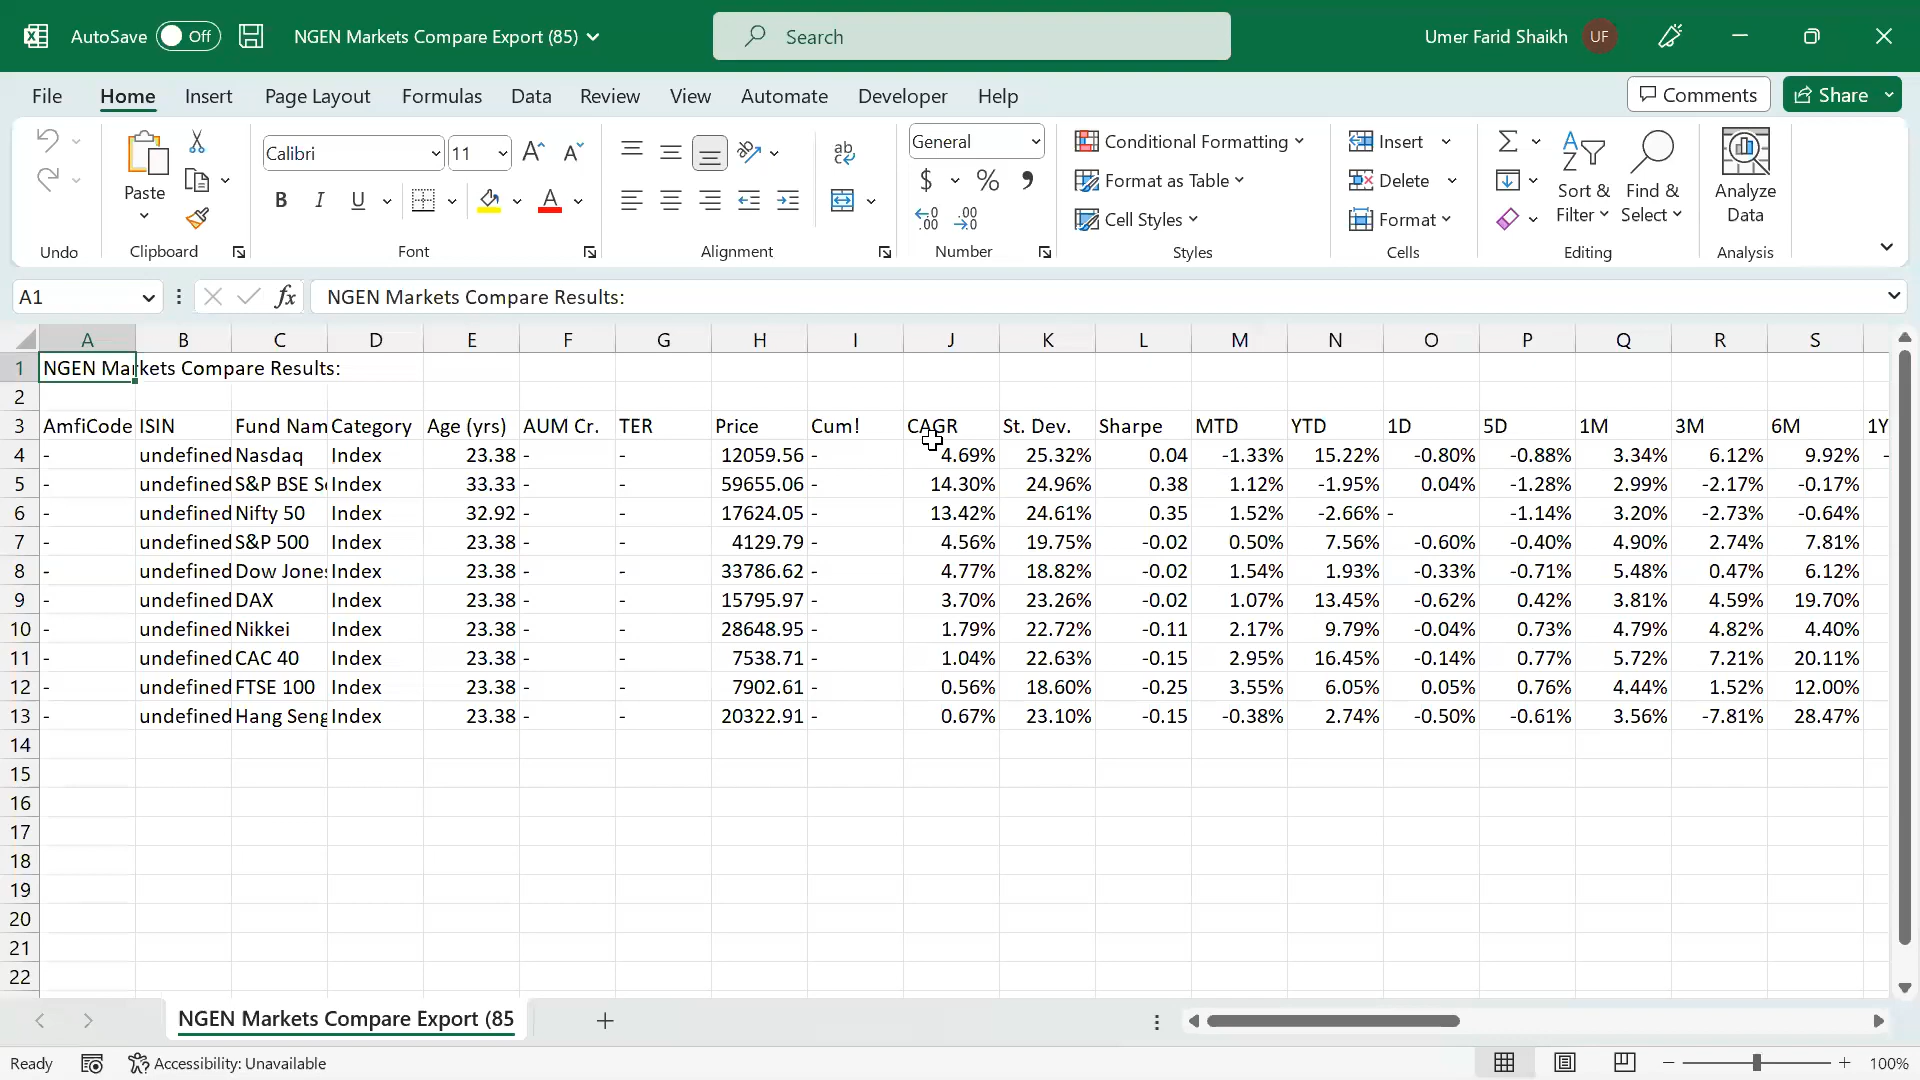 AutoSave Off NGEN Markets Compare Export (85) Search Umer Farid Shaikh UF
File Home Insert Page Layout Formulas Data Review View Automate Developer Help Comments Share
Paste Calibri 11 B I U ab General $ % Conditional Formatting Format as Table Cell Styles Insert Delete Format Sort & Filter Find & Select Analyze Data
Undo Clipboard Font Alignment Number Styles Cells Editing Analysis
A1 fx NGEN Markets Compare Results:
A B C D E F G H I J K L M N O P Q R S
1 NGEN Markets Compare Results:
2
3 AmfiCode ISIN Fund Nam Category Age (yrs) AUM Cr. TER Price Cum! CAGR St. Dev. Sharpe MTD YTD 1D 5D 1M 3M 6M 1Y
4 - undefined Nasdaq Index 23.38 - - 12059.56 - 4.69% 25.32% 0.04 -1.33% 15.22% -0.80% -0.88% 3.34% 6.12% 9.92% -
5 - undefined S&P BSE Se Index 33.33 - - 59655.06 - 14.30% 24.96% 0.38 1.12% -1.95% 0.04% -1.28% 2.99% -2.17% -0.17%
6 - undefined Nifty 50 Index 32.92 - - 17624.05 - 13.42% 24.61% 0.35 1.52% -2.66% - -1.14% 3.20% -2.73% -0.64%
7 - undefined S&P 500 Index 23.38 - - 4129.79 - 4.56% 19.75% -0.02 0.50% 7.56% -0.60% -0.40% 4.90% 2.74% 7.81%
8 - undefined Dow Jones Index 23.38 - - 33786.62 - 4.77% 18.82% -0.02 1.54% 1.93% -0.33% -0.71% 5.48% 0.47% 6.12%
9 - undefined DAX Index 23.38 - - 15795.97 - 3.70% 23.26% -0.02 1.07% 13.45% -0.62% 0.42% 3.81% 4.59% 19.70%
10 - undefined Nikkei Index 23.38 - - 28648.95 - 1.79% 22.72% -0.11 2.17% 9.79% -0.04% 0.73% 4.79% 4.82% 4.40%
11 - undefined CAC 40 Index 23.38 - - 7538.71 - 1.04% 22.63% -0.15 2.95% 16.45% -0.14% 0.77% 5.72% 7.21% 20.11%
12 - undefined FTSE 100 Index 23.38 - - 7902.61 - 0.56% 18.60% -0.25 3.55% 6.05% 0.05% 0.76% 4.44% 1.52% 12.00%
13 - undefined Hang Seng Index 23.38 - - 20322.91 - 0.67% 23.10% -0.15 -0.38% 2.74% -0.50% -0.61% 3.56% -7.81% 28.47%
14
15
16
17
18
19
20
21
22
NGEN Markets Compare Export (85
Ready Accessibility: Unavailable 100%